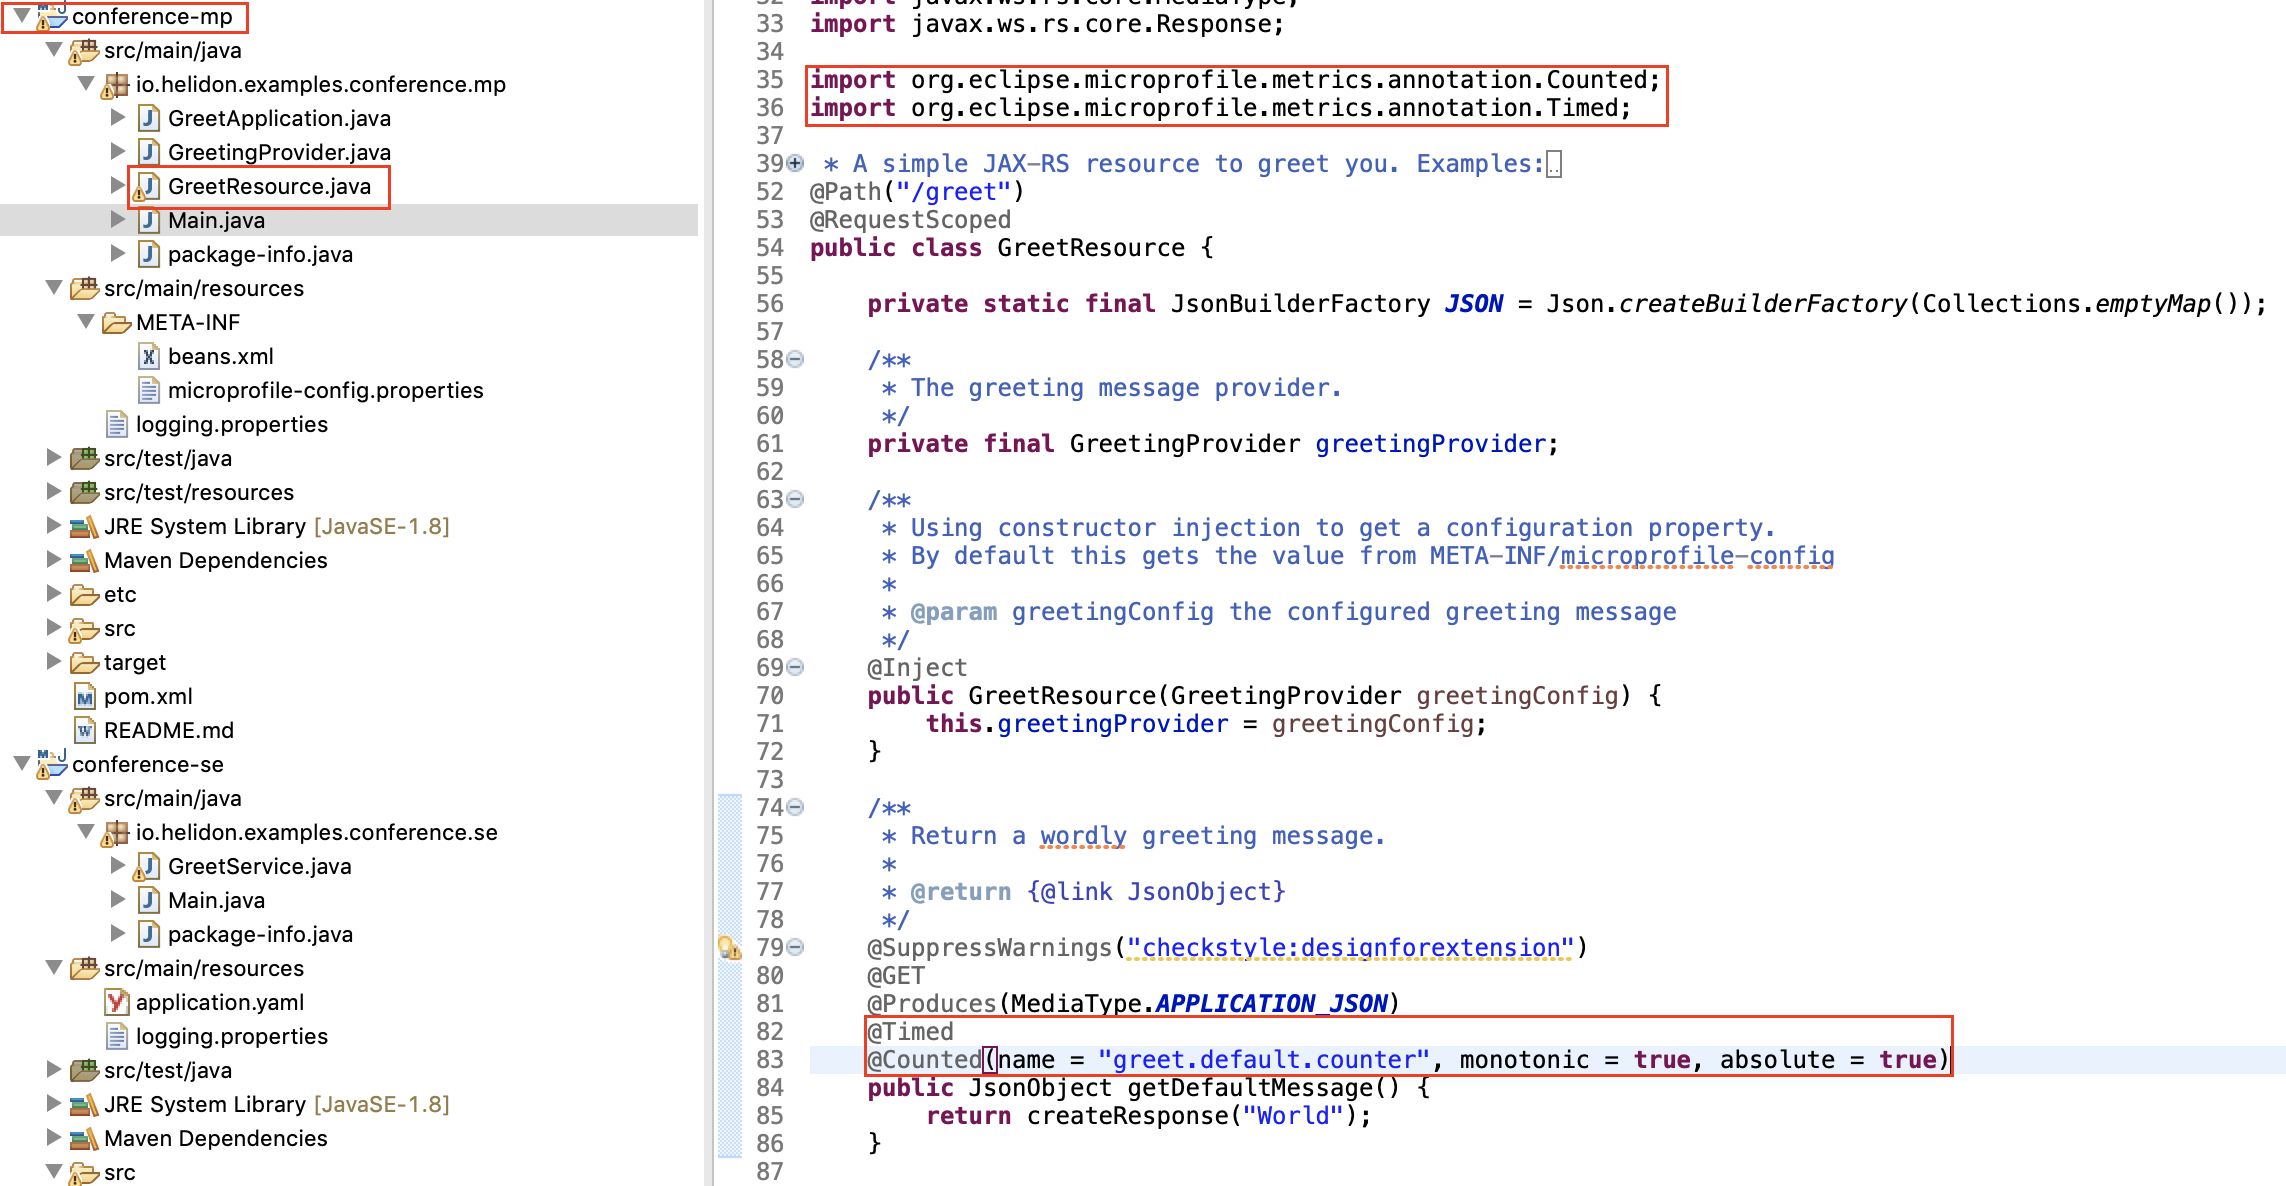 conference-mp
src/main/java
io.helidon.examples.conference.mp
GreetApplication.java
GreetingProvider.java
GreetResource.java
Main.java
package-info.java
src/main/resources
META-INF
beans.xml
microprofile-config.properties
logging.properties
src/test/java
src/test/resources
JRE System Library [JavaSE-1.8]
Maven Dependencies
etc
src
target
pom.xml
README.md
conference-se
src/main/java
io.helidon.examples.conference.se
GreetService.java
Main.java
package-info.java
src/main/resources
application.yaml
logging.properties
src/test/java
JRE System Library [JavaSE-1.8]
Maven Dependencies
src
32 import javax.ws.rs.core.MediaType;
33 import javax.ws.rs.core.Response;
34
35 import org.eclipse.microprofile.metrics.annotation.Counted;
36 import org.eclipse.microprofile.metrics.annotation.Timed;
37
39 * A simple JAX-RS resource to greet you. Examples:..
52 @Path("/greet")
53 @RequestScoped
54 public class GreetResource {
55
56 private static final JsonBuilderFactory JSON = Json.createBuilderFactory(Collections.emptyMap());
57
58 /**
59 * The greeting message provider.
60 */
61 private final GreetingProvider greetingProvider;
62
63 /**
64 * Using constructor injection to get a configuration property.
65 * By default this gets the value from META-INF/microprofile-config
66 *
67 * @param greetingConfig the configured greeting message
68 */
69 @Inject
70 public GreetResource(GreetingProvider greetingConfig) {
71 this.greetingProvider = greetingConfig;
72 }
73
74 /**
75 * Return a wordly greeting message.
76 *
77 * @return {@link JsonObject}
78 */
79 @SuppressWarnings("checkstyle:designforextension")
80 @GET
81 @Produces(MediaType.APPLICATION_JSON)
82 @Timed
83 @Counted(name = "greet.default.counter", monotonic = true, absolute = true)
84 public JsonObject getDefaultMessage() {
85 return createResponse("World");
86 }
87